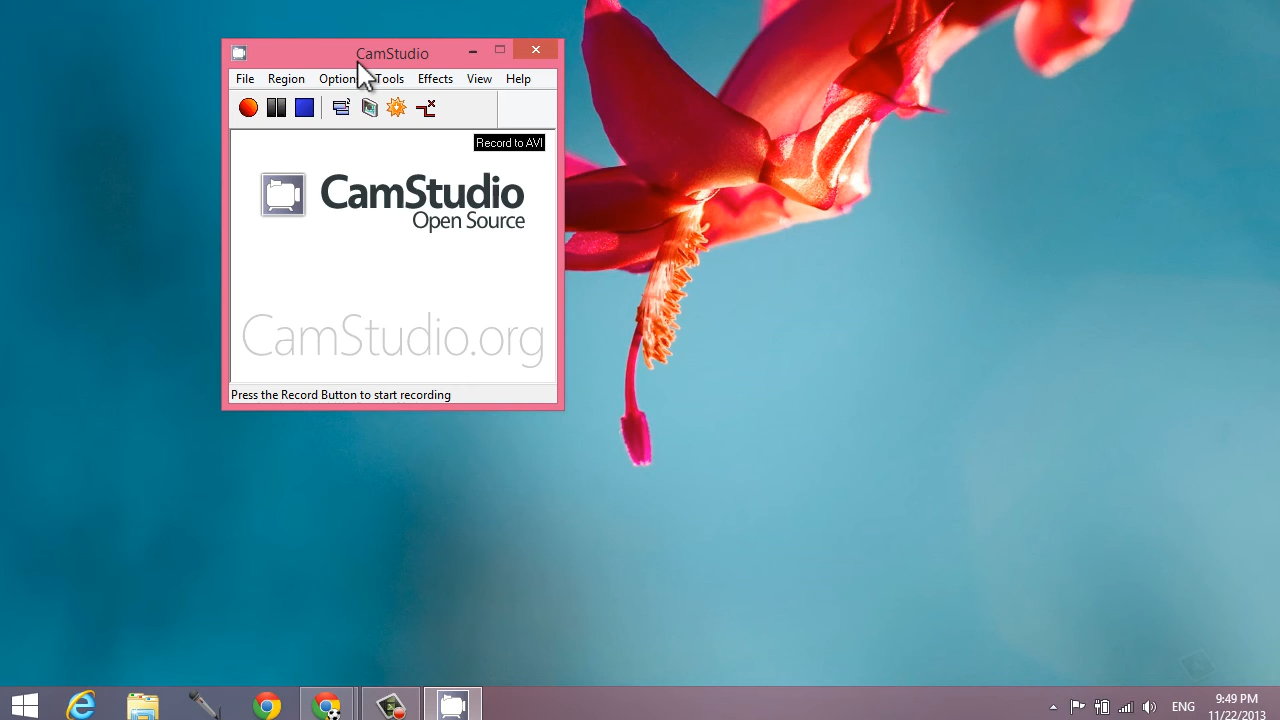 CamStudio
File Region Option Tools Effects View Help
Record to AVI
CamStudio
Open Source
CamStudio.org
Press the Record Button to start recording
ENG
9:49 PM
11/22/2013